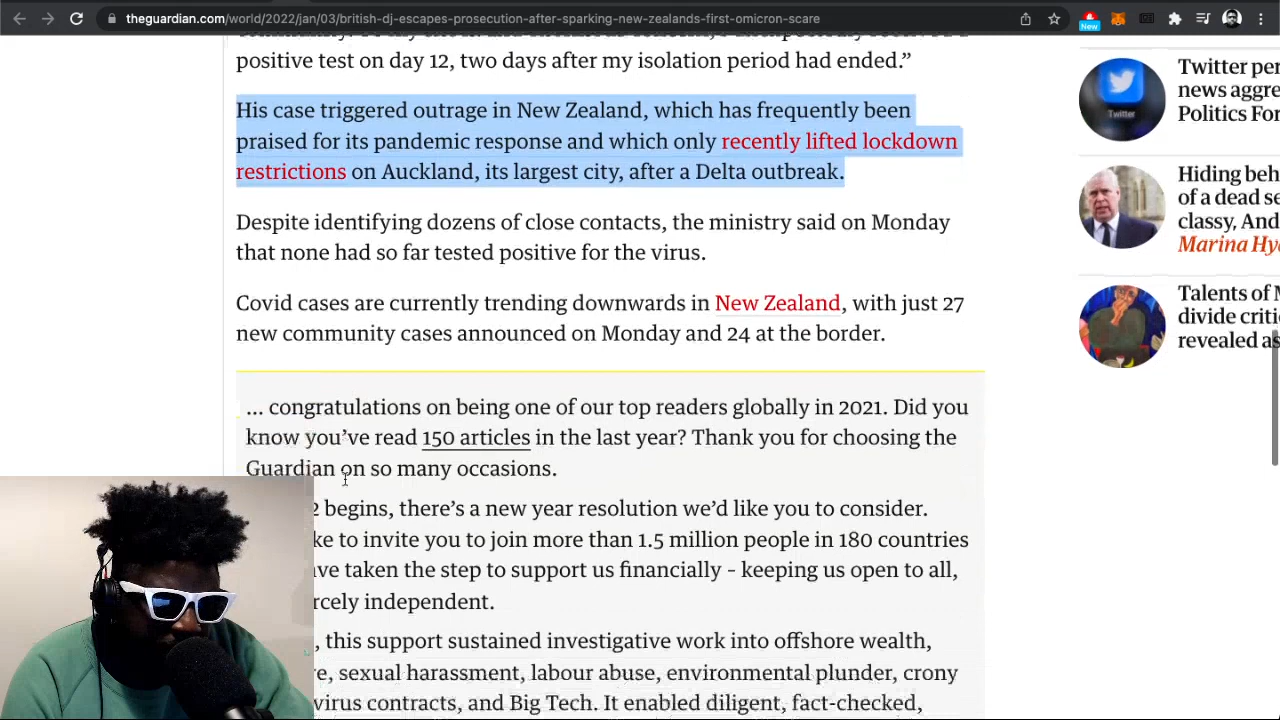 theguardian.com/world/2022/jan/03/british-dj-escapes-prosecution-after-sparking-new-zealands-first-omicron-scare
New
positive test on day 12, two days after my isolation period had ended.”
His case triggered outrage in New Zealand, which has frequently been
praised for its pandemic response and which only recently lifted lockdown
restrictions on Auckland, its largest city, after a Delta outbreak.
Despite identifying dozens of close contacts, the ministry said on Monday
that none had so far tested positive for the virus.
Covid cases are currently trending downwards in New Zealand, with just 27
new community cases announced on Monday and 24 at the border.
... congratulations on being one of our top readers globally in 2021. Did you
know you’ve read 150 articles in the last year? Thank you for choosing the
Guardian on so many occasions.
2 begins, there’s a new year resolution we’d like you to consider.
ke to invite you to join more than 1.5 million people in 180 countries
ve taken the step to support us financially – keeping us open to all,
rcely independent.
, this support sustained investigative work into offshore wealth,
re, sexual harassment, labour abuse, environmental plunder, crony
virus contracts, and Big Tech. It enabled diligent, fact-checked,
Twitter per
news aggre
Politics For
Twitter
Hiding beh
of a dead se
classy, And
Marina Hy
Talents of M
divide criti
revealed as